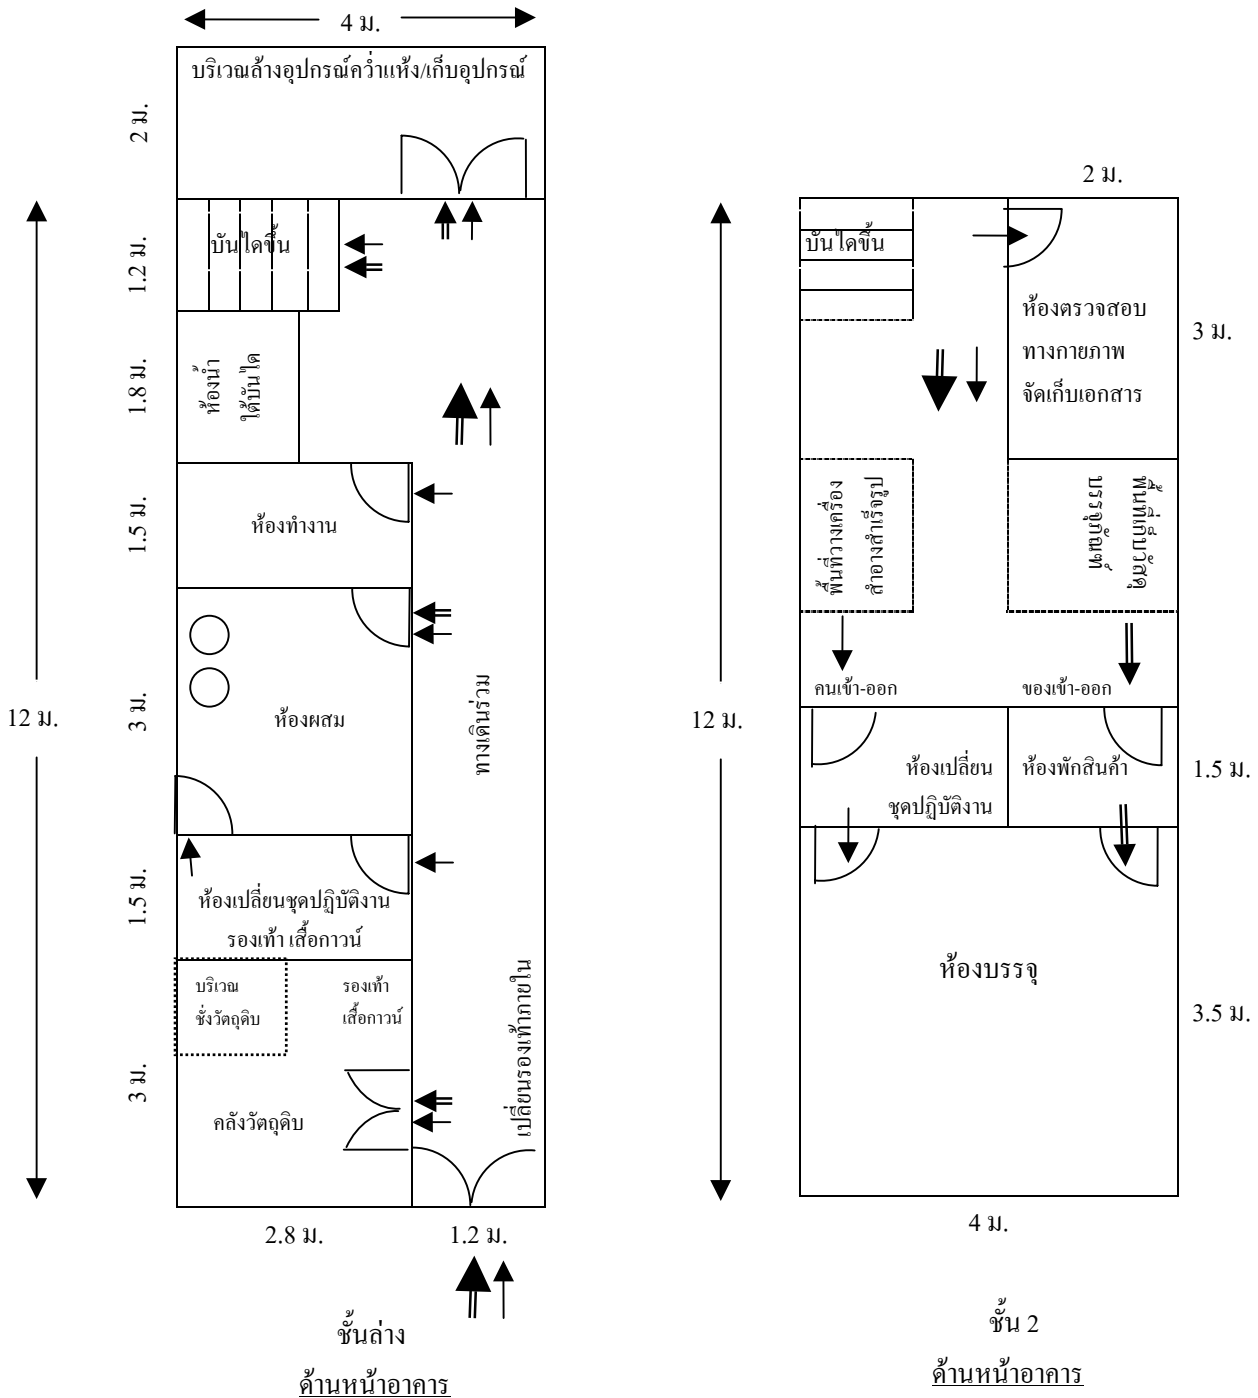 4 ม.
บริเวณล้างอุปกรณ์คว่ำแห้ง/เก็บอุปกรณ์
2 ม.
12 ม.
1.2 ม.
บันไดขึ้น
1.8 ม.
ห้องน้ำ
ใต้บันได
1.5 ม.
ห้องทำงาน
3 ม.
ห้องผสม
ทางเดินร่วม
1.5 ม.
ห้องเปลี่ยนชุดปฏิบัติงาน
รองเท้า เสื้อกาวน์
3 ม.
บริเวณ
ชั่งวัตถุดิบ
รองเท้า
เสื้อกาวน์
คลังวัตถุดิบ
เปลี่ยนรองเท้าภายใน
2.8 ม.
1.2 ม.
ชั้นล่าง
ด้านหน้าอาคาร
2 ม.
12 ม.
บันไดขึ้น
ห้องตรวจสอบ
ทางกายภาพ
จัดเก็บเอกสาร
3 ม.
พื้นที่วางเครื่อง
สำอางสำเร็จรูป
พื้นที่เก็บวัสดุ
บรรจุภัณฑ์
คนเข้า-ออก
ของเข้า-ออก
ห้องเปลี่ยน
ชุดปฏิบัติงาน
ห้องพักสินค้า
1.5 ม.
ห้องบรรจุ
3.5 ม.
4 ม.
ชั้น 2
ด้านหน้าอาคาร